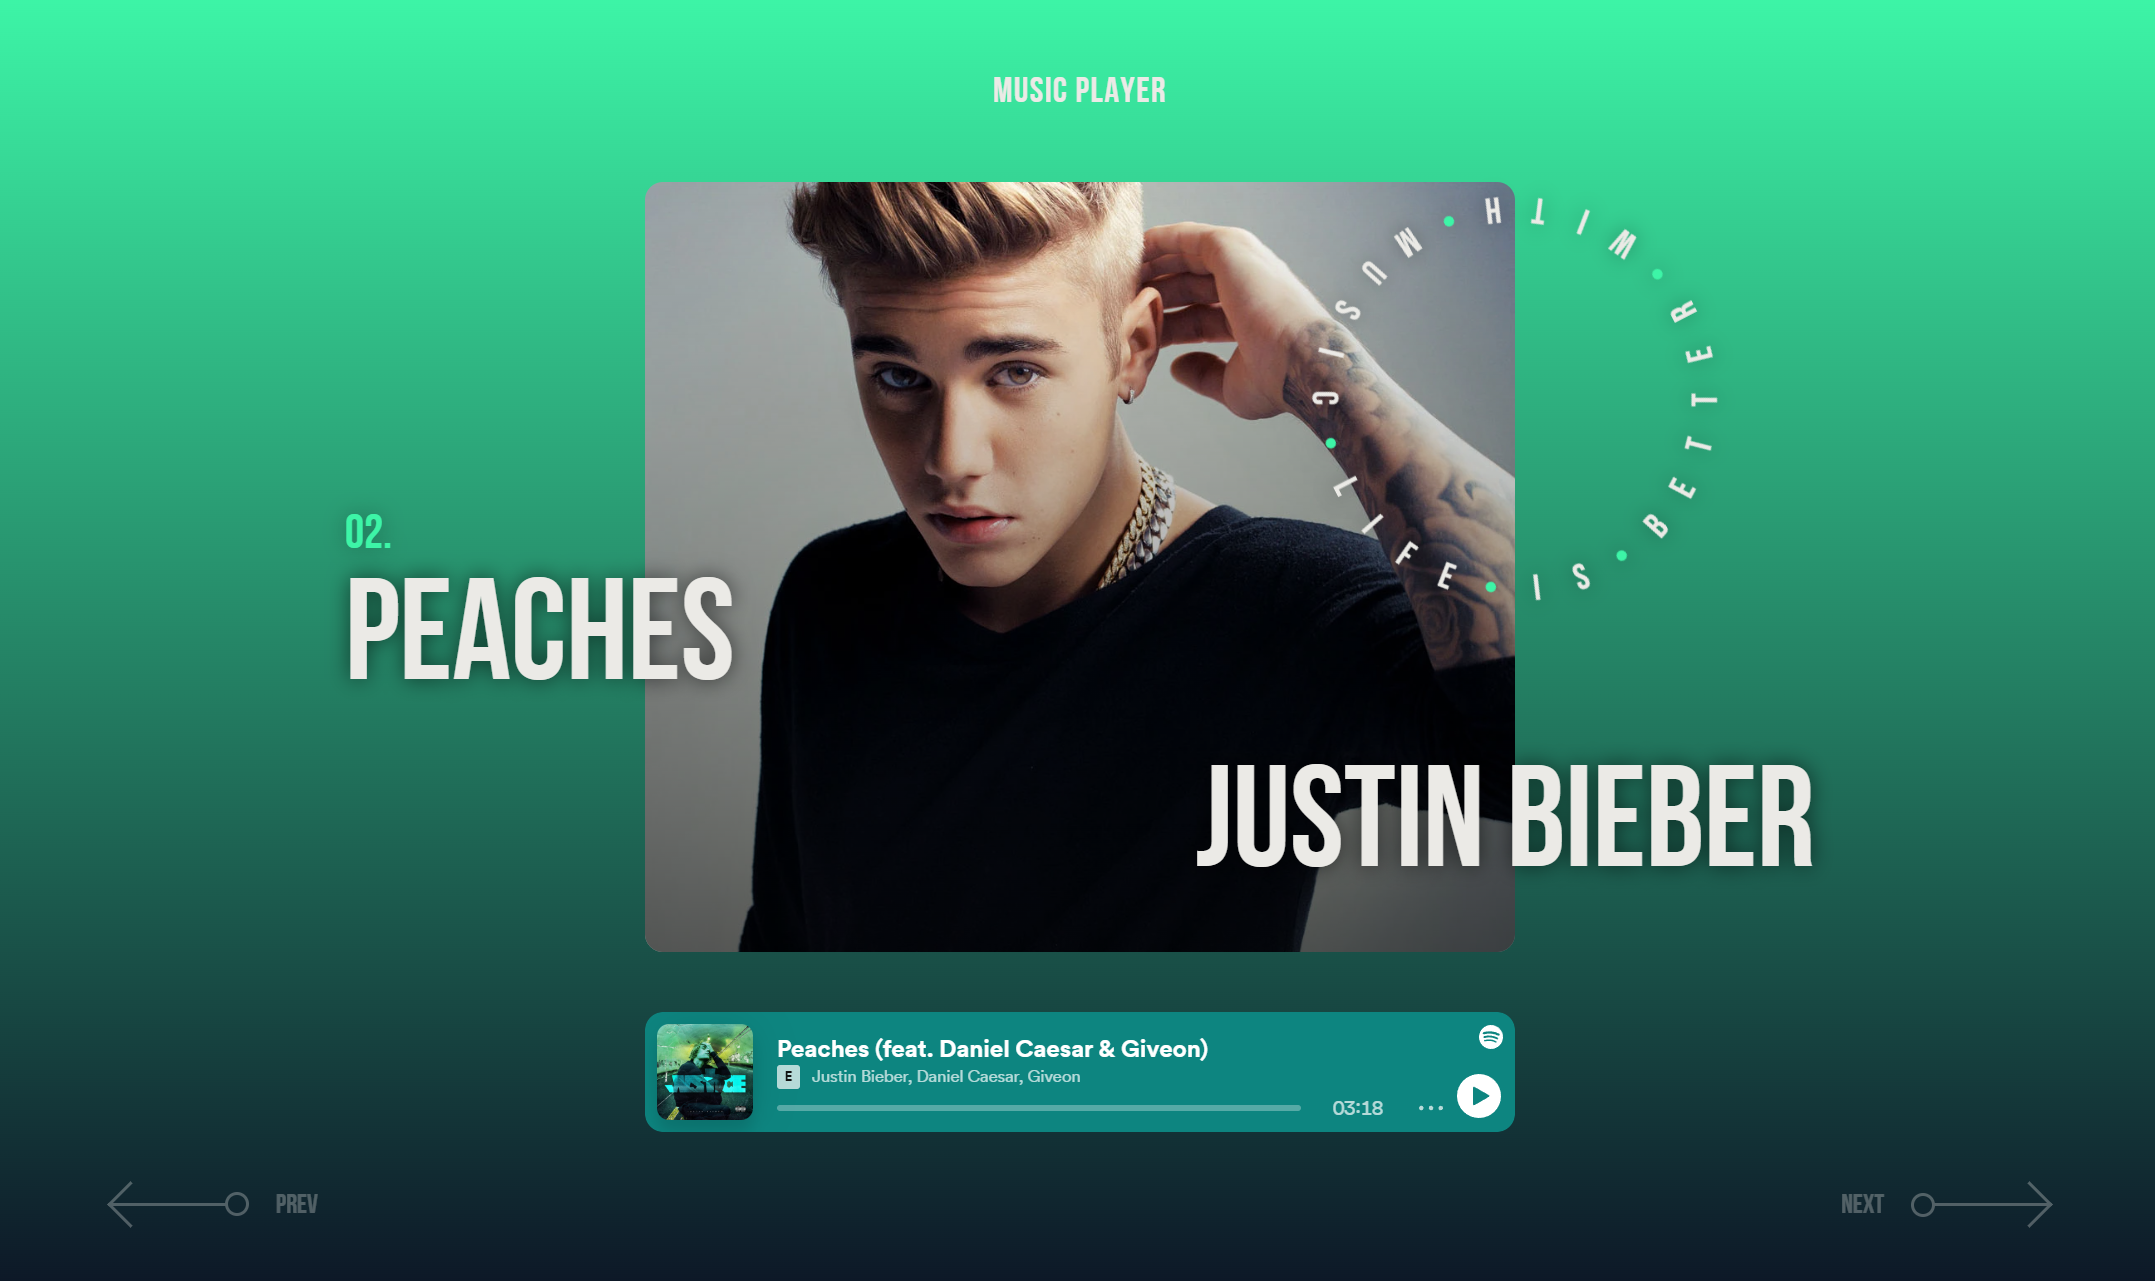 MUSIC PLAYER
LIFE • IS • BETTER • WITH • MUSIC •
02.
PEACHES
JUSTIN BIEBER
JUSTICE
Peaches (feat. Daniel Caesar & Giveon)
E Justin Bieber, Daniel Caesar, Giveon
03:18
PREV
NEXT